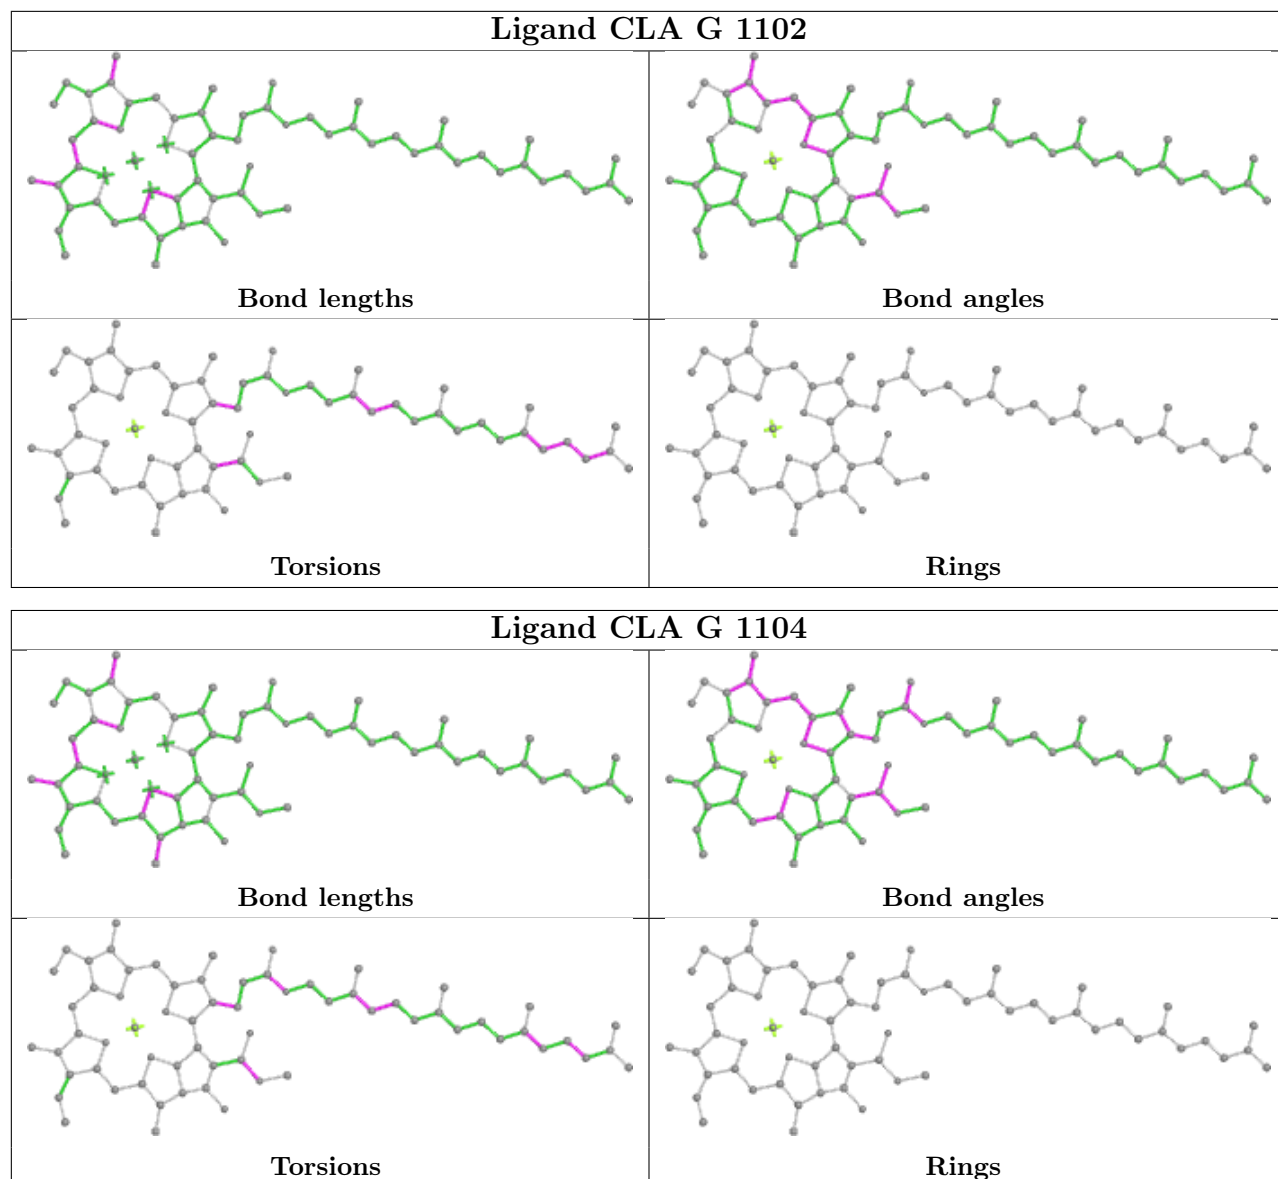 Ligand CLA G 1102
Bond lengths
Bond angles
Torsions
Rings
Ligand CLA G 1104
Bond lengths
Bond angles
Torsions
Rings